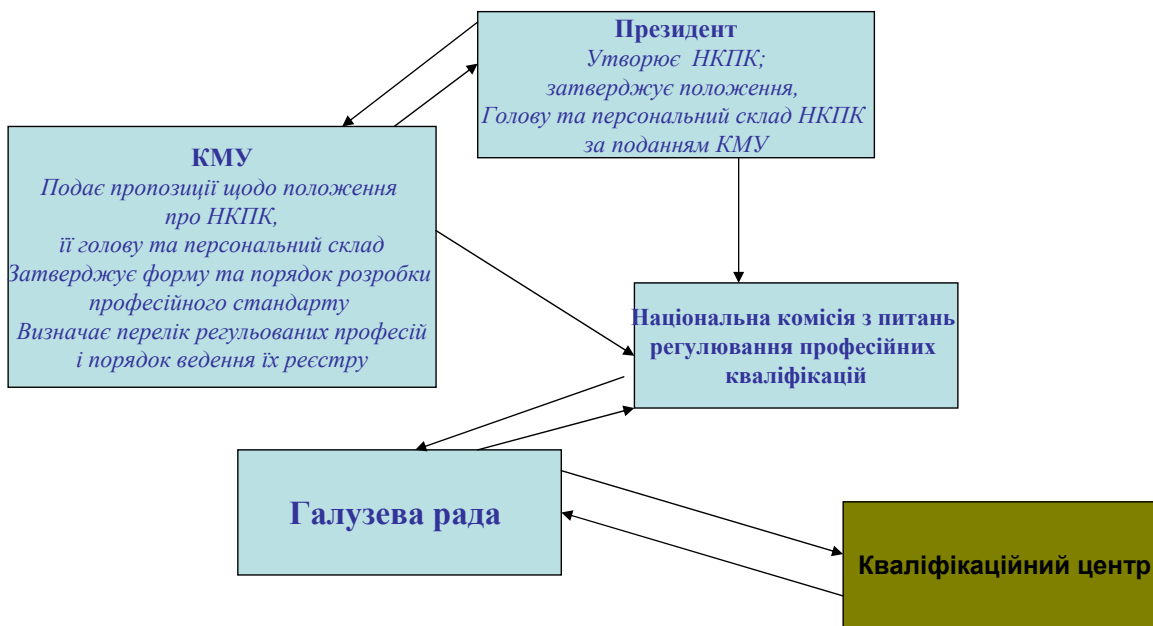 Президент
Утворює НКПК;
затверджує положення,
Голову та персональний склад НКПК
за поданням КМУ
КМУ
Подає пропозиції щодо положення
про НКПК,
її голову та персональний склад
Затверджує форму та порядок розробки
професійного стандарту
Визначає перелік регульованих професій
і порядок ведення їх реєстру
Національна комісія з питань
регулювання професійних
кваліфікацій
Галузева рада
Кваліфікаційний центр